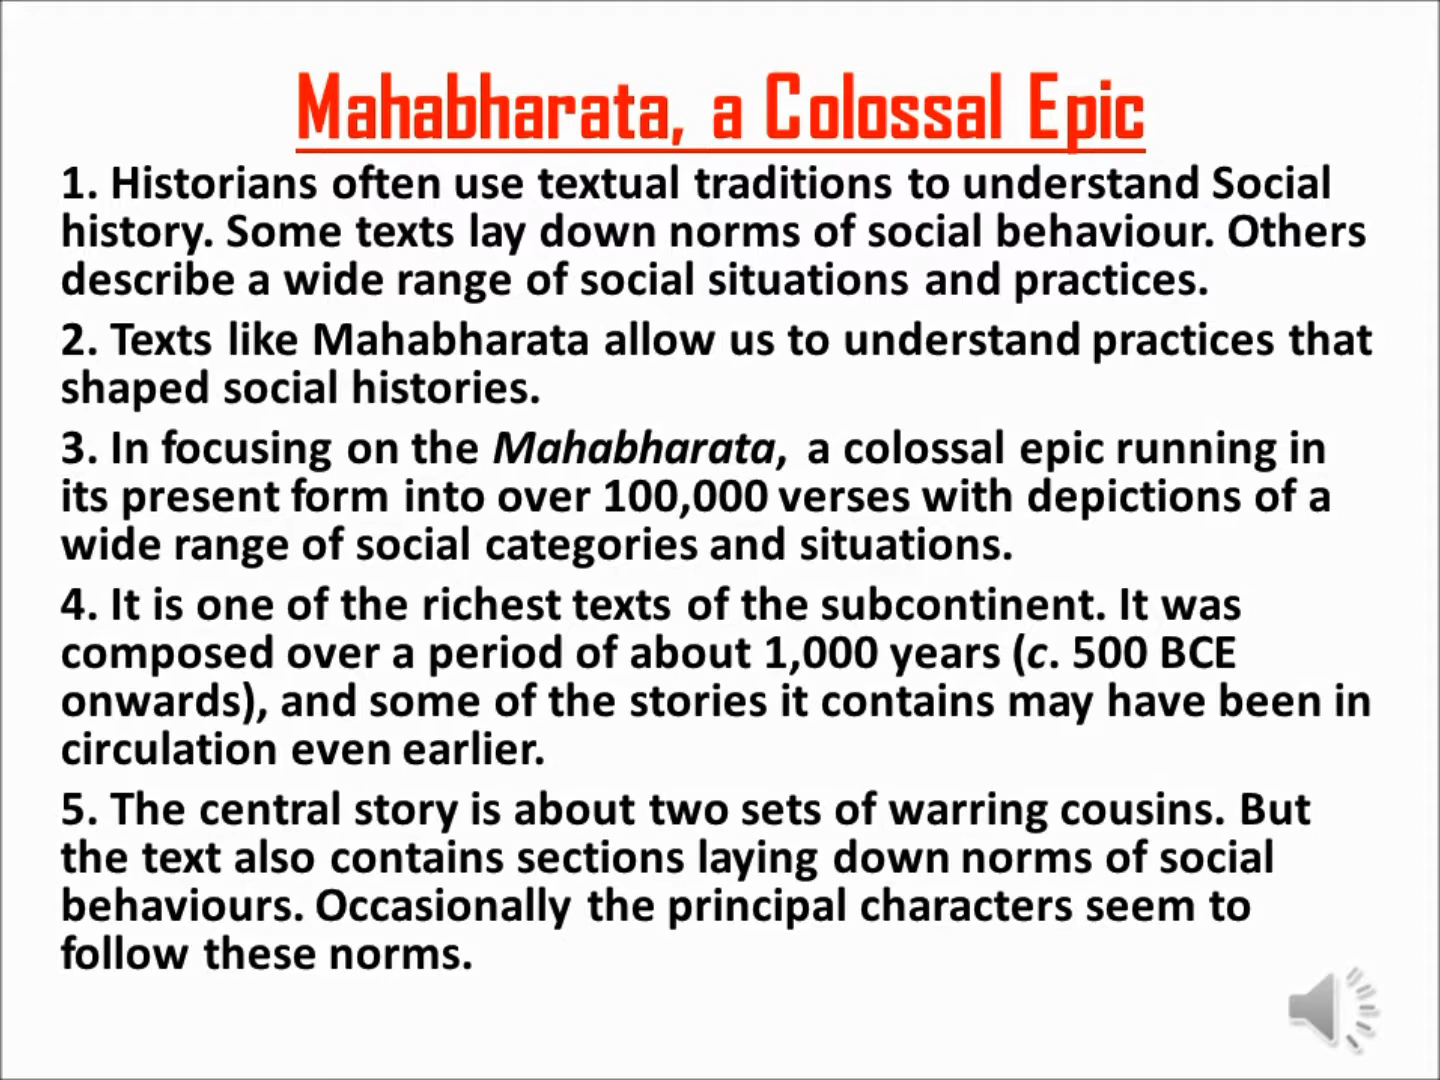 Mahabharata, a Colossal Epic
1. Historians often use textual traditions to understand Social
history. Some texts lay down norms of social behaviour. Others
describe a wide range of social situations and practices.
2. Texts like Mahabharata allow us to understand practices that
shaped social histories.
3. In focusing on the Mahabharata, a colossal epic running in
its present form into over 100,000 verses with depictions of a
wide range of social categories and situations.
4. It is one of the richest texts of the subcontinent. It was
composed over a period of about 1,000 years (c. 500 BCE
onwards), and some of the stories it contains may have been in
circulation even earlier.
5. The central story is about two sets of warring cousins. But
the text also contains sections laying down norms of social
behaviours. Occasionally the principal characters seem to
follow these norms.